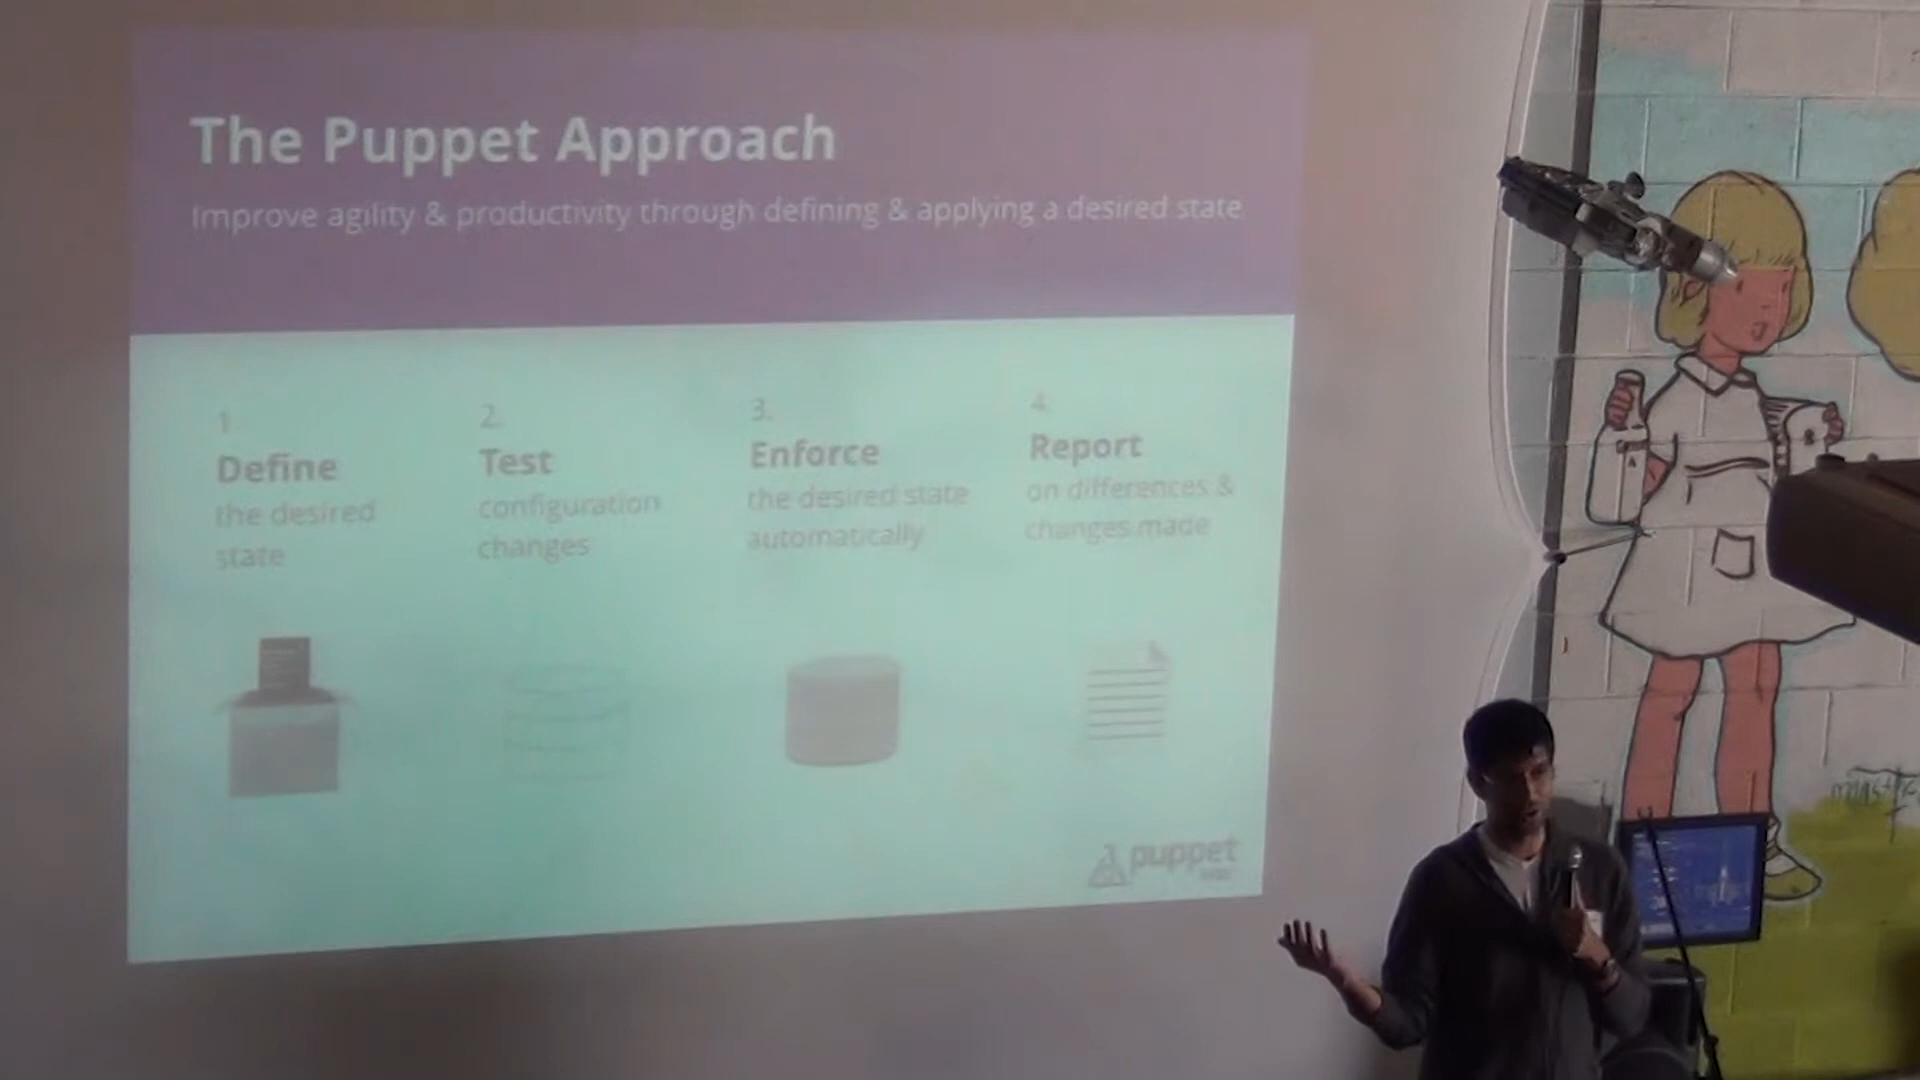 The Puppet Approach
Improve agility & productivity through defining & applying a desired state
1.
Define
the desired
state
2.
Test
configuration
changes
3.
Enforce
the desired state
automatically
4.
Report
on differences &
changes made
puppet
labs